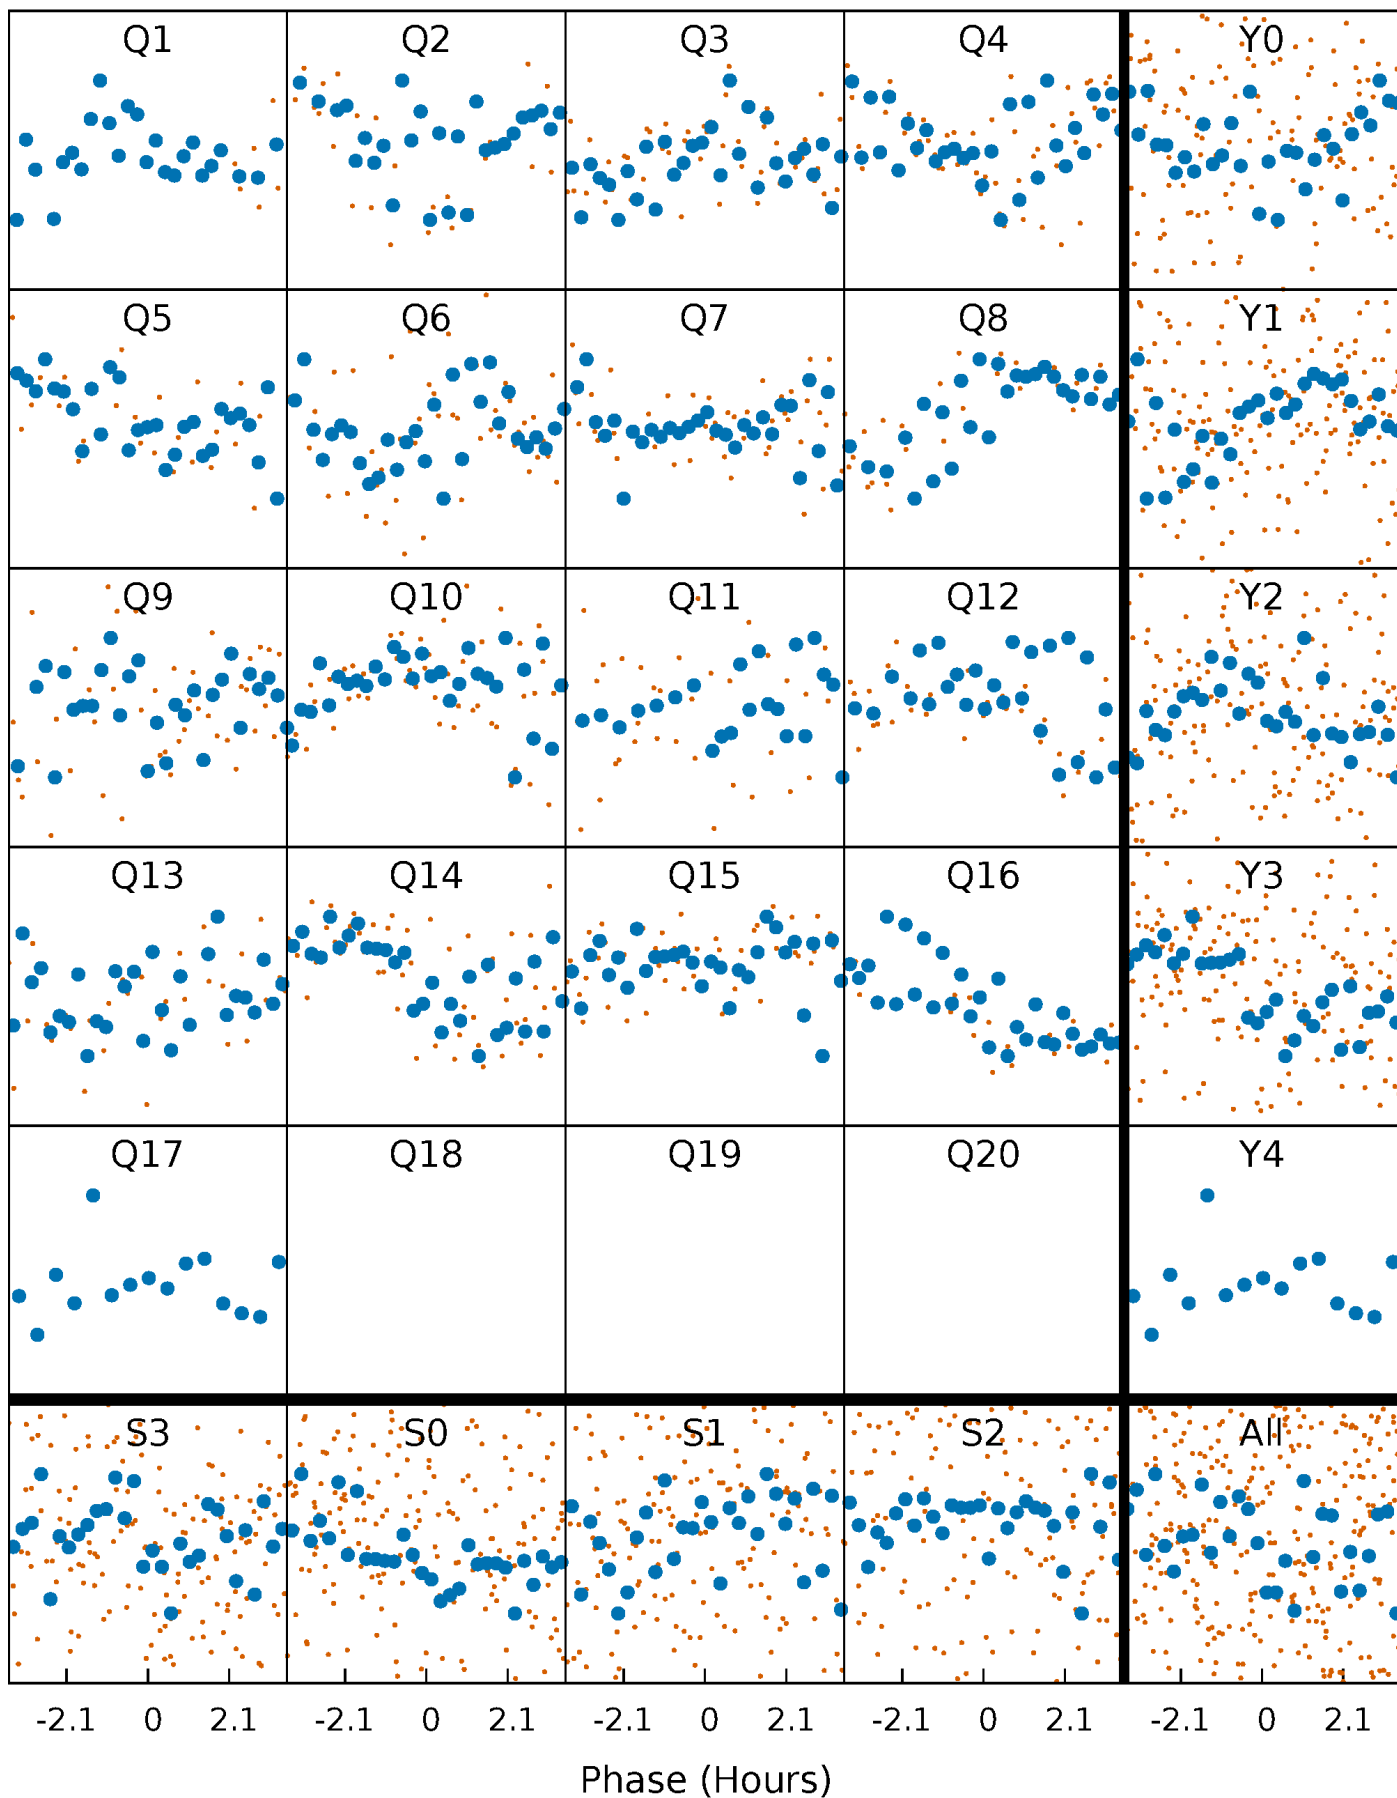 Q1 Q2 Q3 Q4 Y0
Q5 Q6 Q7 Q8 Y1
Q9 Q10 Q11 Q12 Y2
Q13 Q14 Q15 Q16 Y3
Q17 Q18 Q19 Q20 Y4
S3 S0 S1 S2 All
-2.1 0 2.1 -2.1 0 2.1 -2.1 0 2.1 -2.1 0 2.1 -2.1 0 2.1
Phase (Hours)